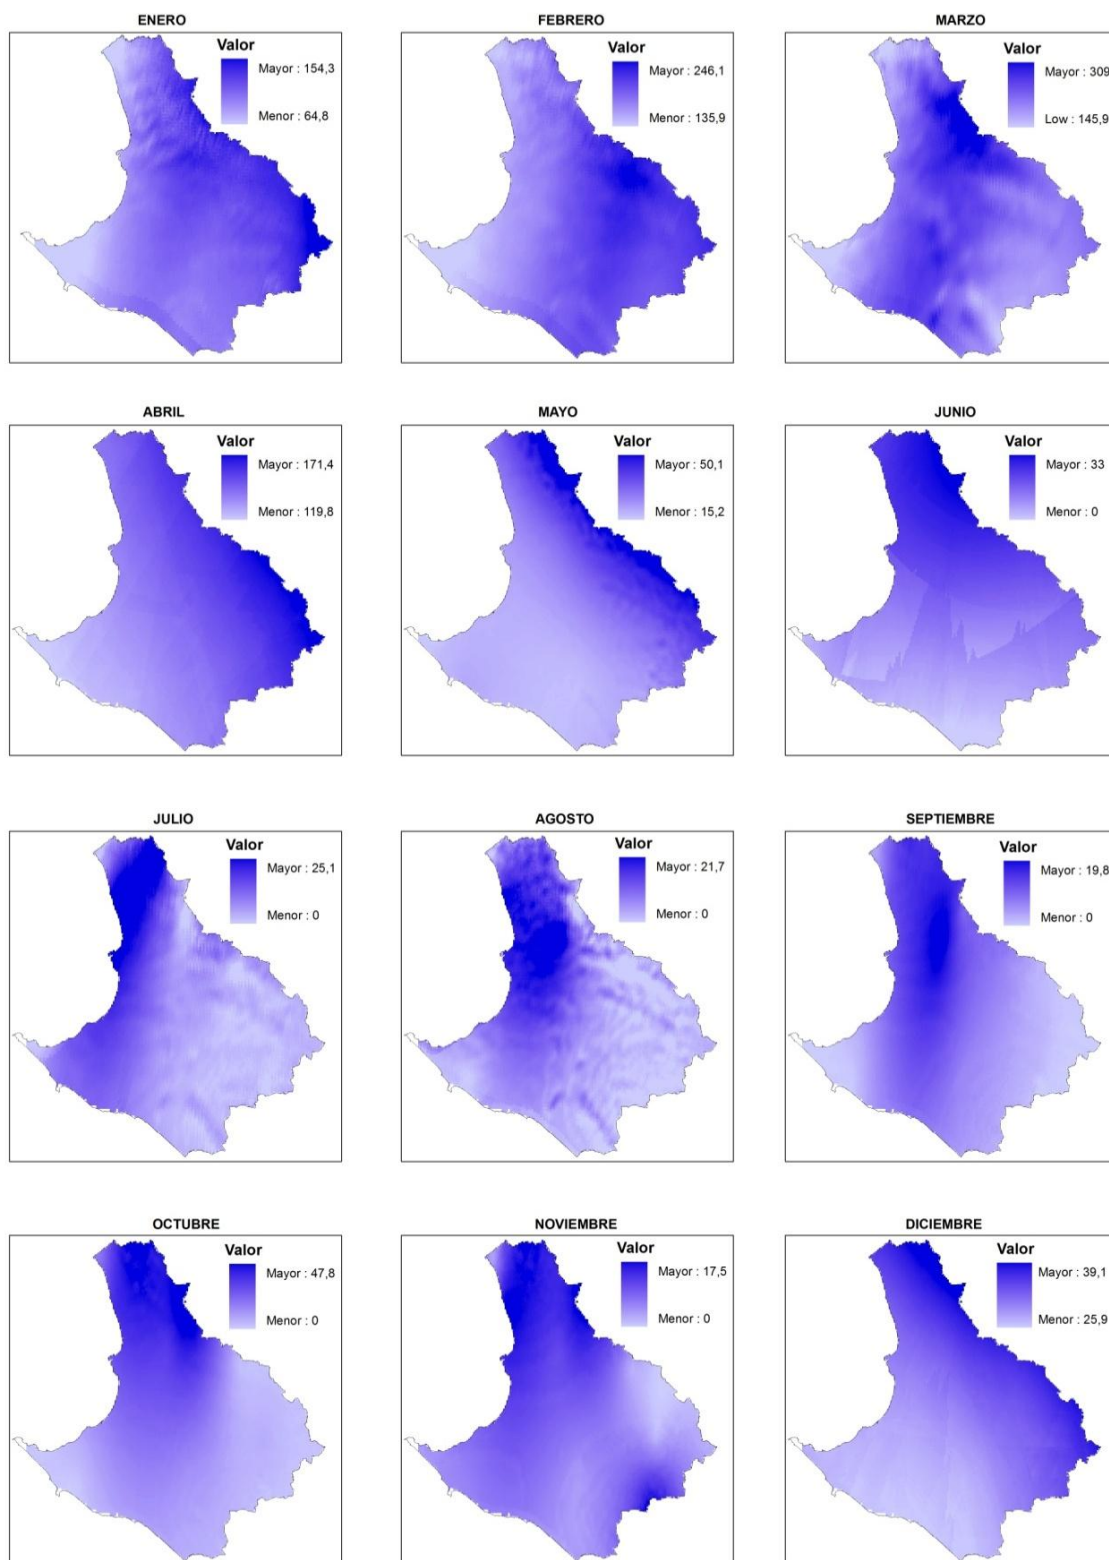 ENERO
Valor
Mayor : 154,3
Menor : 64,8
FEBRERO
Valor
Mayor : 246,1
Menor : 135,9
MARZO
Valor
Mayor : 309
Low : 145,9
ABRIL
Valor
Mayor : 171,4
Menor : 119,8
MAYO
Valor
Mayor : 50,1
Menor : 15,2
JUNIO
Valor
Mayor : 33
Menor : 0
JULIO
Valor
Mayor : 25,1
Menor : 0
AGOSTO
Valor
Mayor : 21,7
Menor : 0
SEPTIEMBRE
Valor
Mayor : 19,8
Menor : 0
OCTUBRE
Valor
Mayor : 47,8
Menor : 0
NOVIEMBRE
Valor
Mayor : 17,5
Menor : 0
DICIEMBRE
Valor
Mayor : 39,1
Menor : 25,9